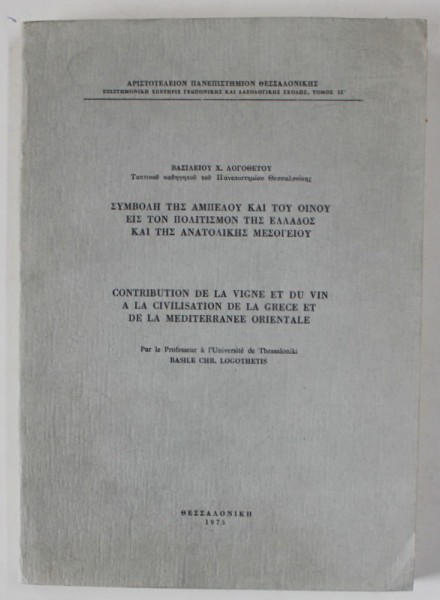 ΑΡΙΣΤΟΤΕΛΕΙΟΝ ΠΑΝΕΠΙΣΤΗΜΙΟΝ ΘΕΣΣΑΛΟΝΙΚΗΣ
ΕΠΙΣΤΗΜΟΝΙΚΗ ΕΠΕΤΗΡΙΣ ΓΕΩΠΟΝΙΚΗΣ ΚΑΙ ΔΑΣΟΛΟΓΙΚΗΣ ΣΧΟΛΗΣ, ΤΟΜΟΣ
ΒΑΣΙΛΕΙΟΥ Χ. ΛΟΓΟΘΕΤΟΥ
Τακτικοῦ καθηγητοῦ τοῦ Πανεπιστημίου Θεσσαλονίκης
ΣΥΜΒΟΛΗ ΤΗΣ ΑΜΠΕΛΟΥ ΚΑΙ ΤΟΥ ΟΙΝΟΥ
ΕΙΣ ΤΟΝ ΠΟΛΙΤΙΣΜΟΝ ΤΗΣ ΕΛΛΑΔΟΣ
ΚΑΙ ΤΗΣ ΑΝΑΤΟΛΙΚΗΣ ΜΕΣΟΓΕΙΟΥ
CONTRIBUTION DE LA VIGNE ET DU VIN
A LA CIVILISATION DE LA GRECE ET
DE LA MEDITERRANEE ORIENTALE
Par le Professeur à l'Université de Thessaloniki
BASILE CHR. LOGOTHETIS
ΘΕΣΣΑΛΟΝΙΚΗ
1975